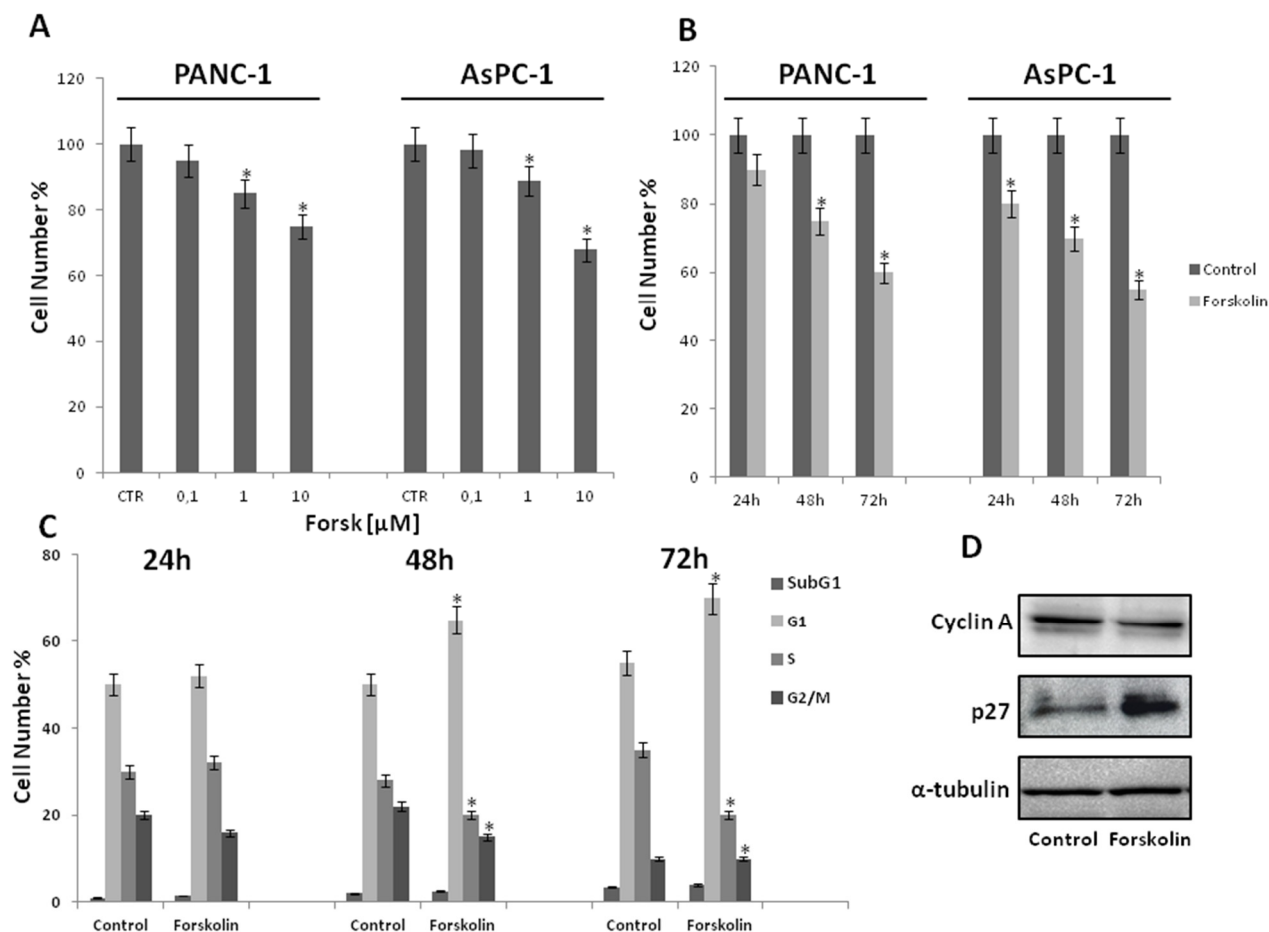 A
PANC-1 AsPC-1
Cell Number %
120
100
80
60
40
20
0
* * * *
CTR 0,1 1 10 CTR 0,1 1 10
Forsk [µM]
B
PANC-1 AsPC-1
Cell Number %
120
100
80
60
40
20
0
* * * * *
24h 48h 72h 24h 48h 72h
Control
Forskolin
C
24h 48h 72h
Cell Number %
80
60
40
20
0
* * * * * *
Control Forskolin Control Forskolin Control Forskolin
SubG1
G1
S
G2/M
D
Cyclin A
p27
α-tubulin
Control Forskolin